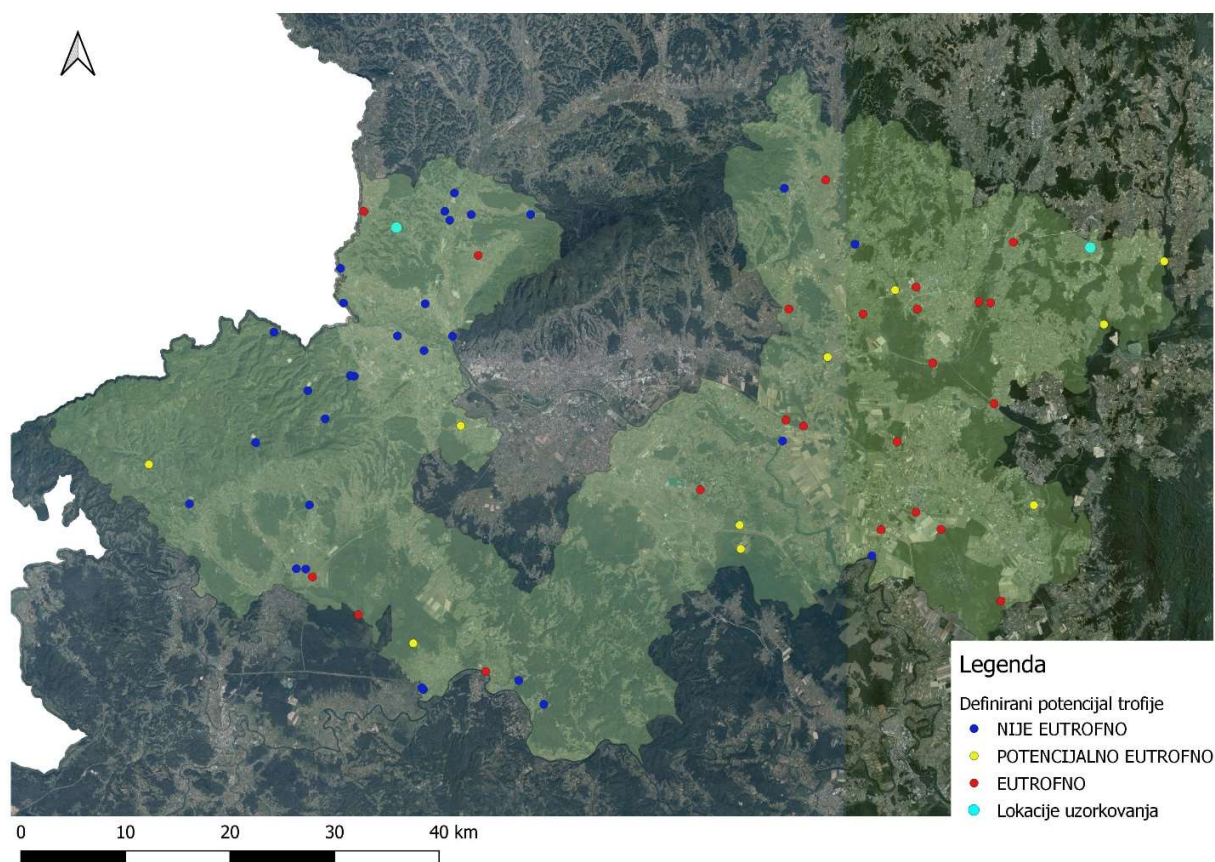 Legenda
Definirani potencijal trofije
NIJE EUTROFNO
POTENCIJALNO EUTROFNO
EUTROFNO
Lokacije uzorkovanja
0 10 20 30 40 km